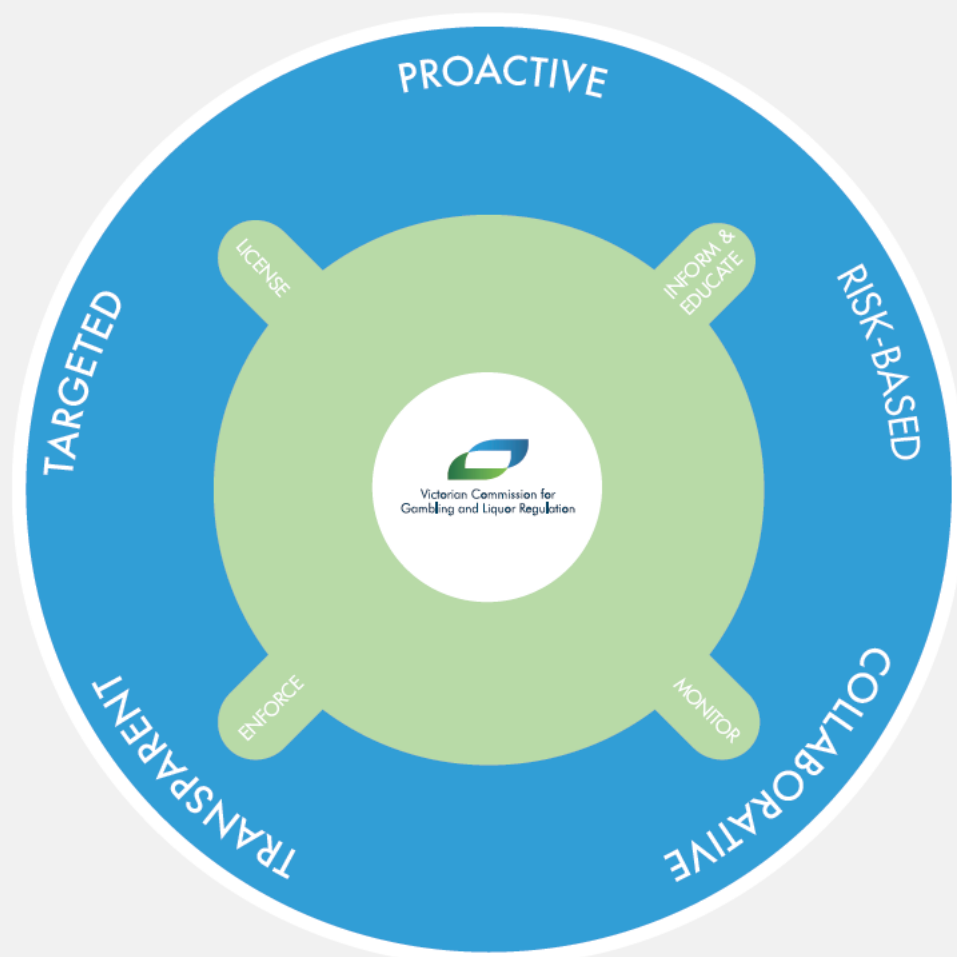 PROACTIVE
LICENSE
INFORM &
EDUCATE
RISK-BASED
TARGETED
Victorian Commission for
Gambling and Liquor Regulation
ENFORCE
MONITOR
TRANSPARENT
COLLABORATIVE